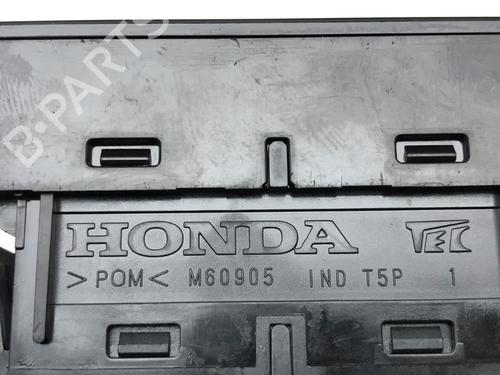 B-PARTS
HONDA TEC
>POM< M60905 IND T5P 1